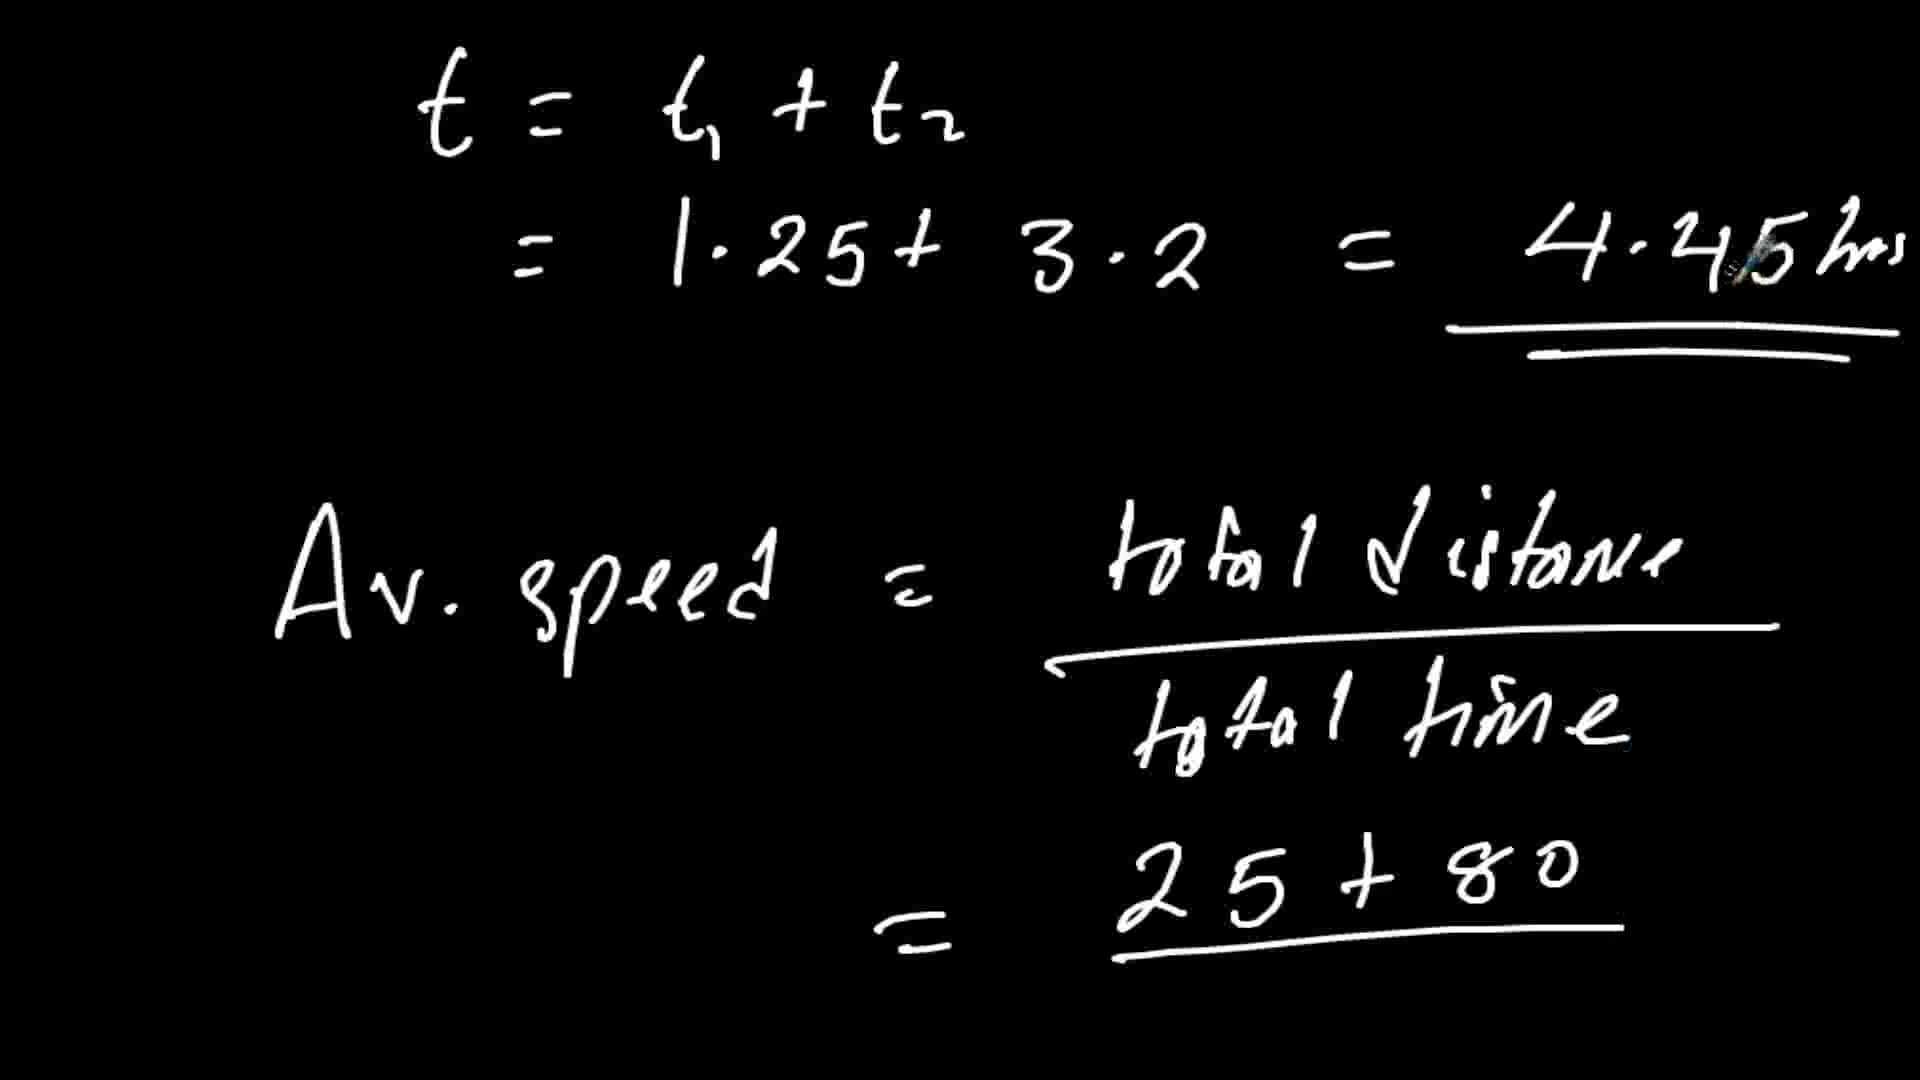 t = t₁ + t₂
= 1.25 + 3.2 = 4.45 hrs
Av. speed = total distance
total time
= 25 + 80